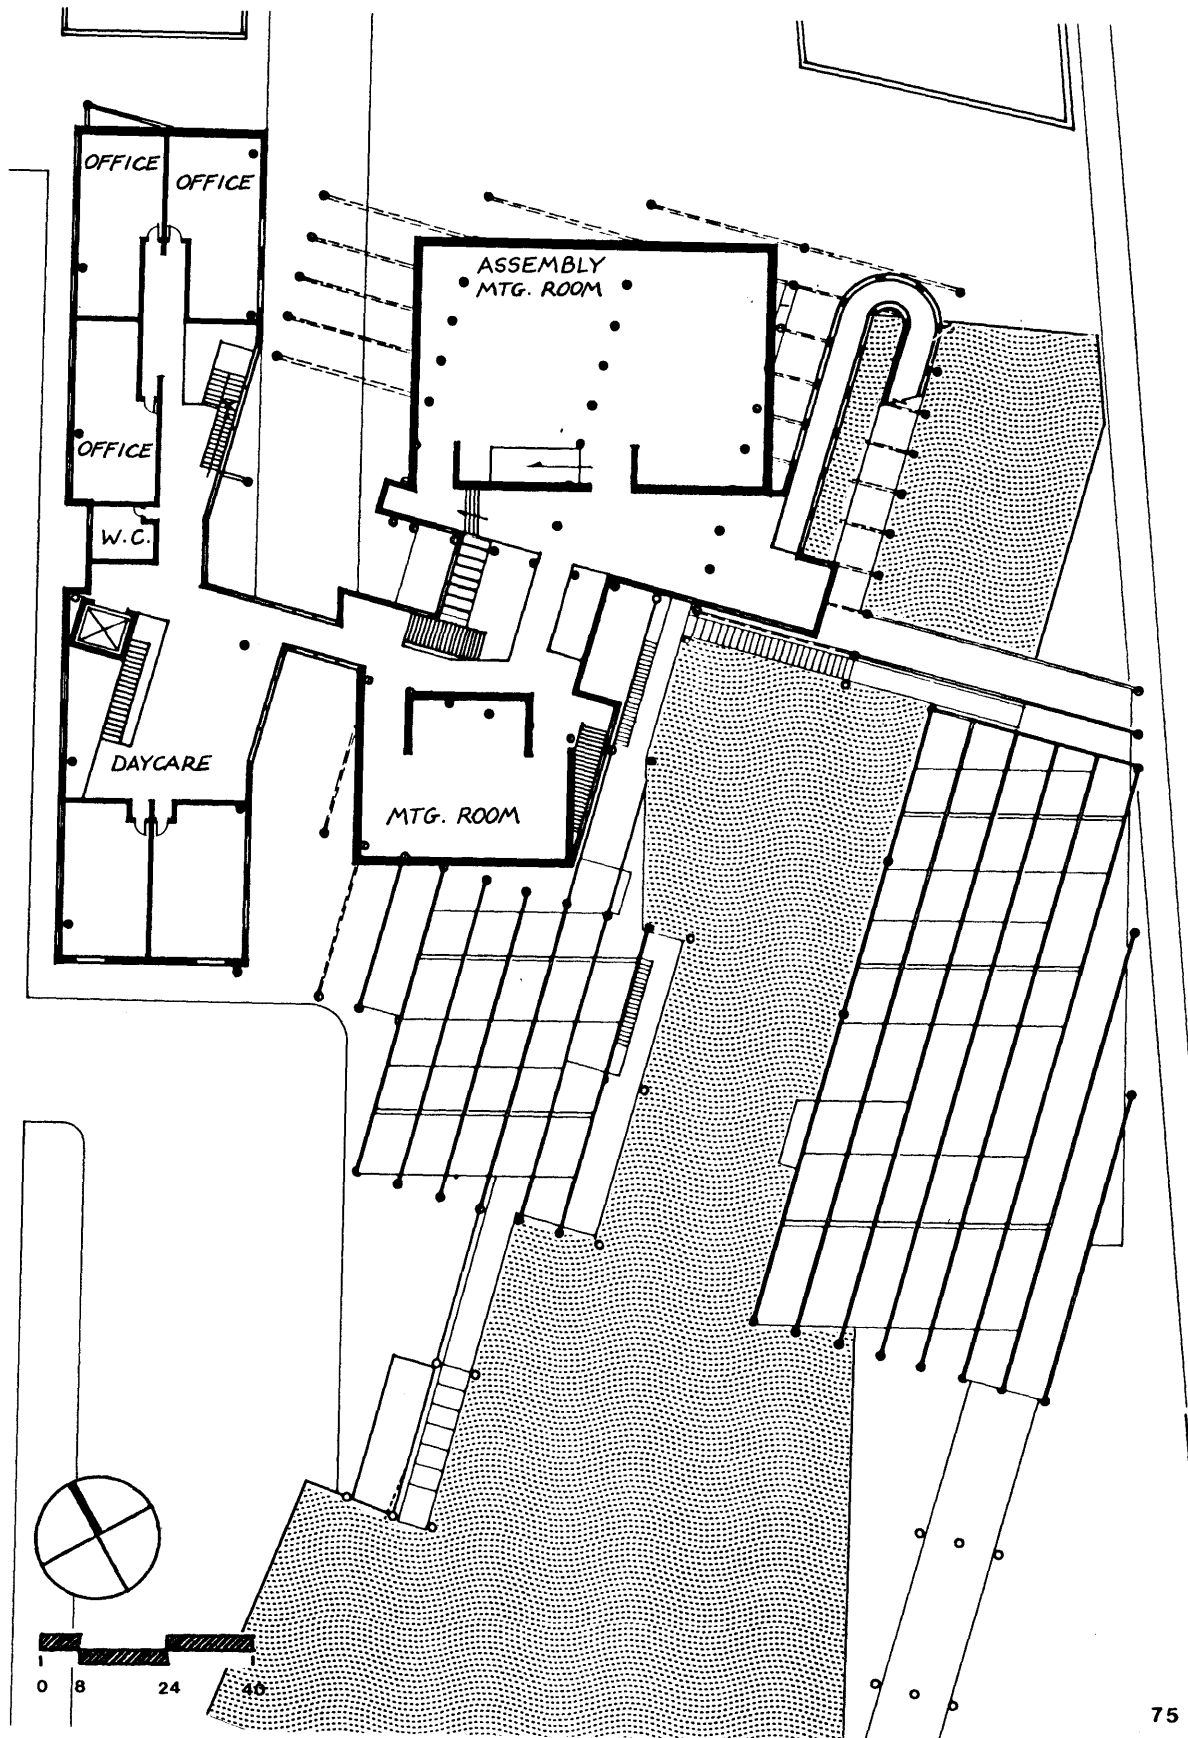 OFFICE
OFFICE
ASSEMBLY
MTG. ROOM
OFFICE
W.C.
DAYCARE
MTG. ROOM
0 8 24 40
75